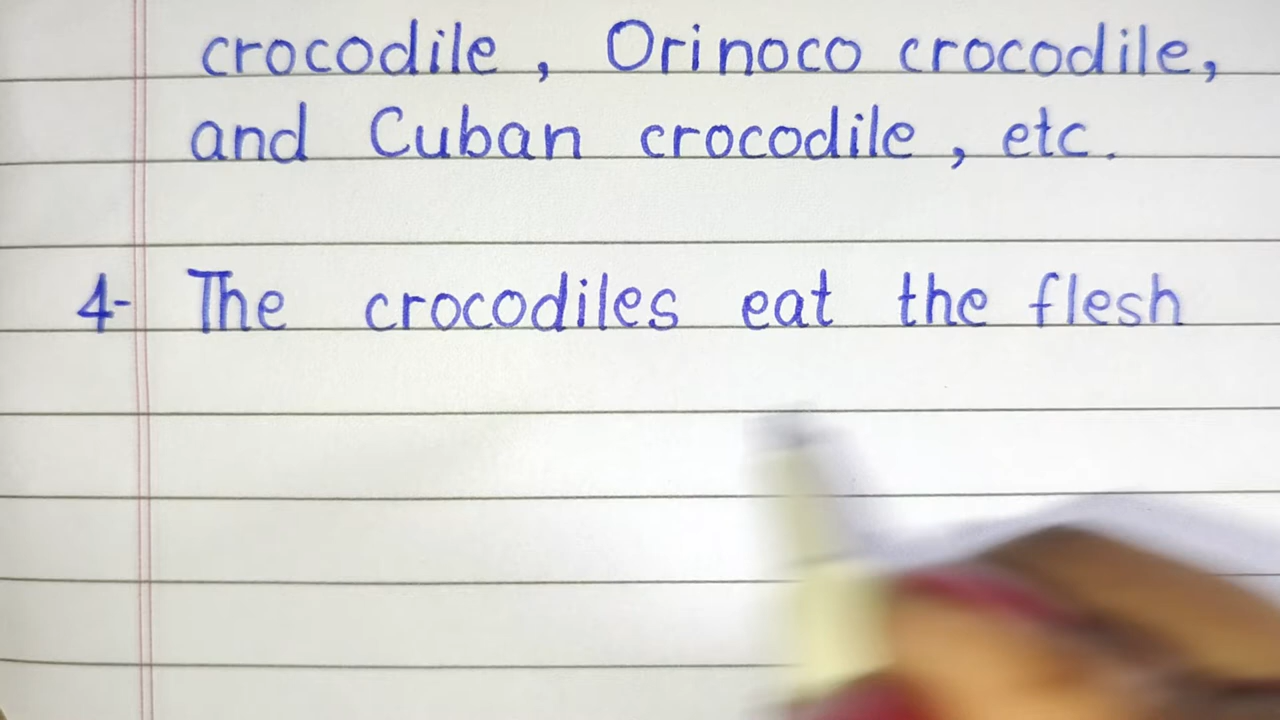 crocodile , Orinoco crocodile,
and Cuban crocodile , etc.
4- The crocodiles eat the flesh